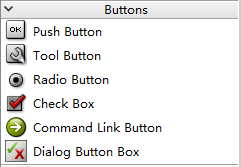 Buttons
OK Push Button
Tool Button
Radio Button
Check Box
Command Link Button
Dialog Button Box